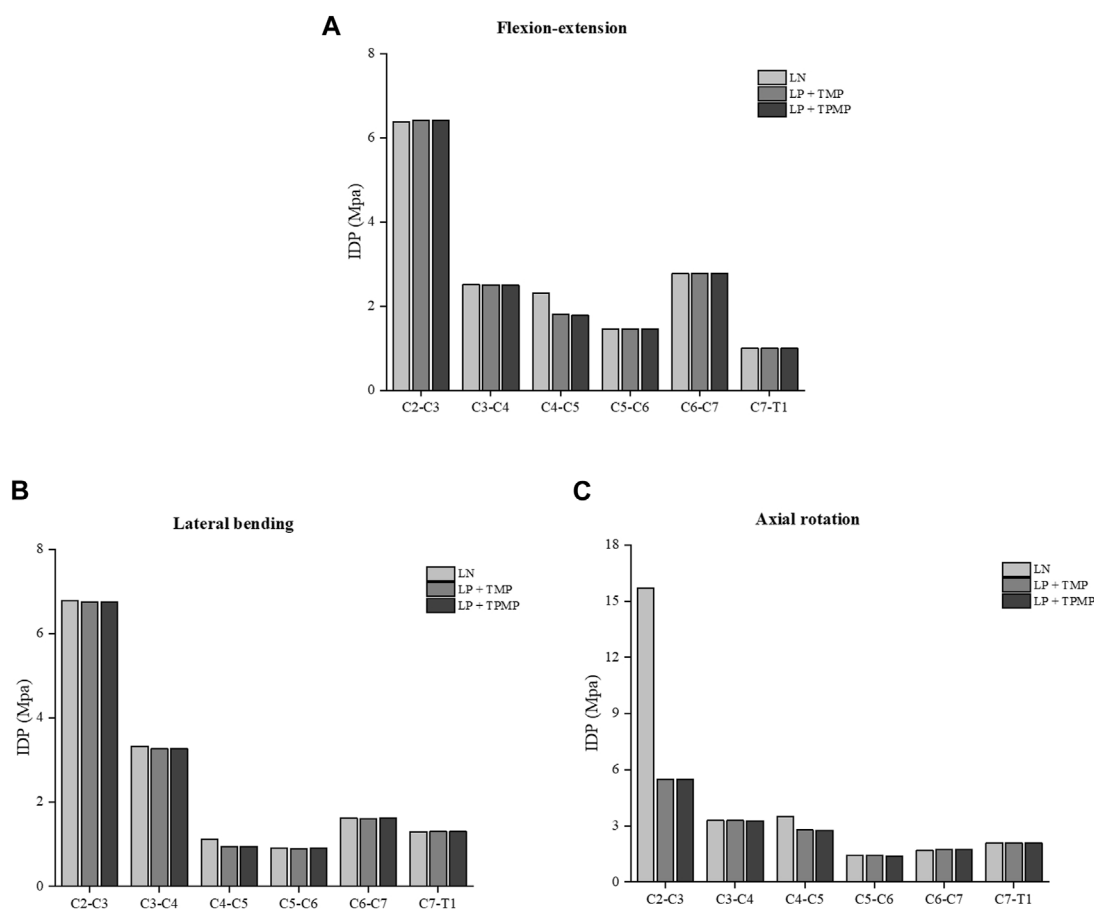 A
Flexion-extension
8
6
4
2
0
IDP (Mpa)
LN
LP + TMP
LP + TPMP
C2-C3 C3-C4 C4-C5 C5-C6 C6-C7 C7-T1
B
Lateral bending
8
6
4
2
0
IDP (Mpa)
LN
LP + TMP
LP + TPMP
C2-C3 C3-C4 C4-C5 C5-C6 C6-C7 C7-T1
C
Axial rotation
18
15
12
9
6
3
0
IDP (Mpa)
LN
LP + TMP
LP + TPMP
C2-C3 C3-C4 C4-C5 C5-C6 C6-C7 C7-T1